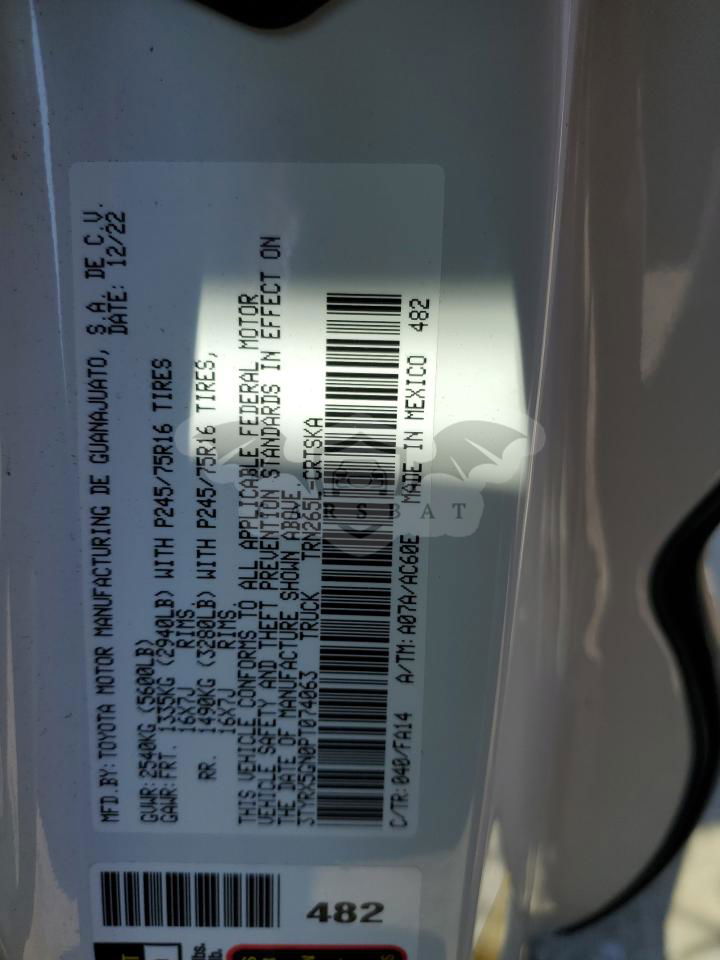 MFD.BY:TOYOTA MOTOR MANUFACTURING DE GUANAJUATO, S.A. DE C.V.
DATE: 12/22
GVWR:2540KG (5600LB)
GAWR:FRT. 1335KG (2940LB) WITH P245/75R16 TIRES
16X7J RIMS,
RR. 1490KG (3280LB) WITH P245/75R16 TIRES,
16X7J RIMS.
THIS VEHICLE CONFORMS TO ALL APPLICABLE FEDERAL MOTOR
VEHICLE SAFETY AND THEFT PREVENTION STANDARDS IN EFFECT ON
THE DATE OF MANUFACTURE SHOWN ABOVE.
3TYRX5GN0PT074063 TRUCK TRN265L-CRTSKA
C/TR:040/FA14 A/TM:A07A/AC60E MADE IN MEXICO 482
482
lbs.